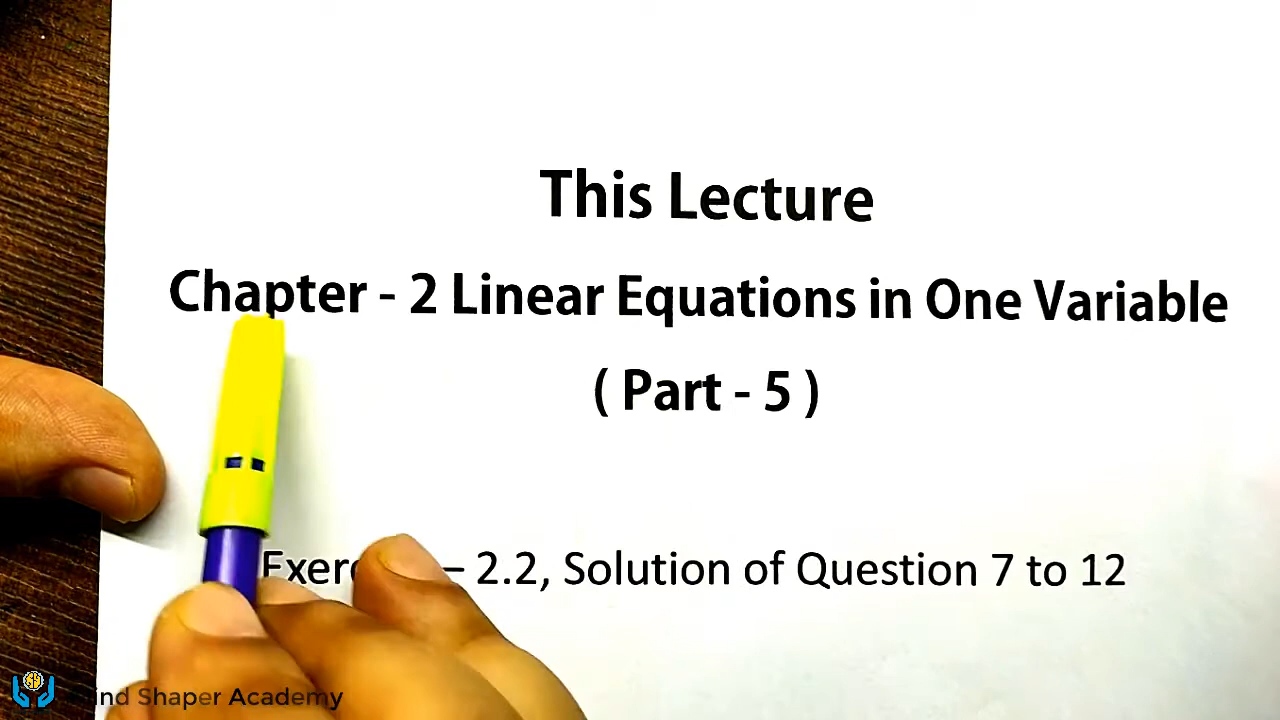 This Lecture
Chapter - 2 Linear Equations in One Variable
( Part - 5 )
– 2.2, Solution of Question 7 to 12
Shaper Academy